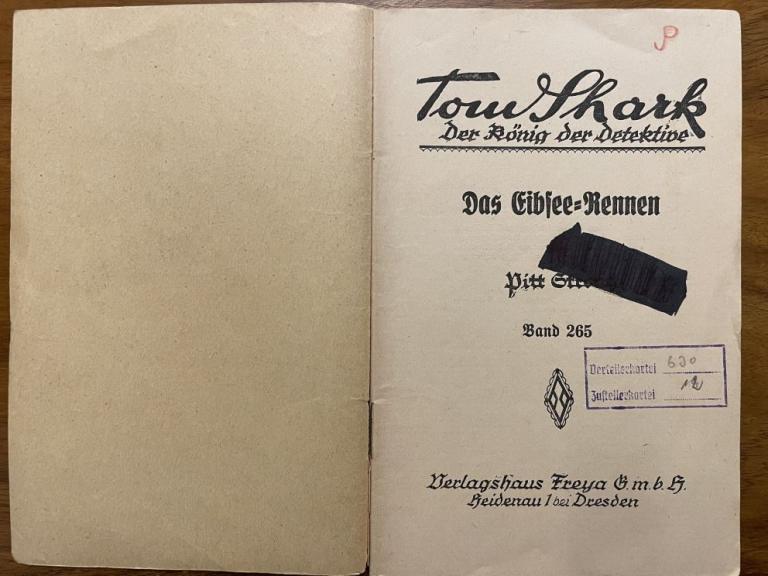 Tom Shark
Der König der Detektive
Das Eibsee-Rennen
Pitt
Band 265
Verteilerkartei 630
Zustellerkartei 12
Verlagshaus Freya G.m.b.H.
Heidenau 1 bei Dresden